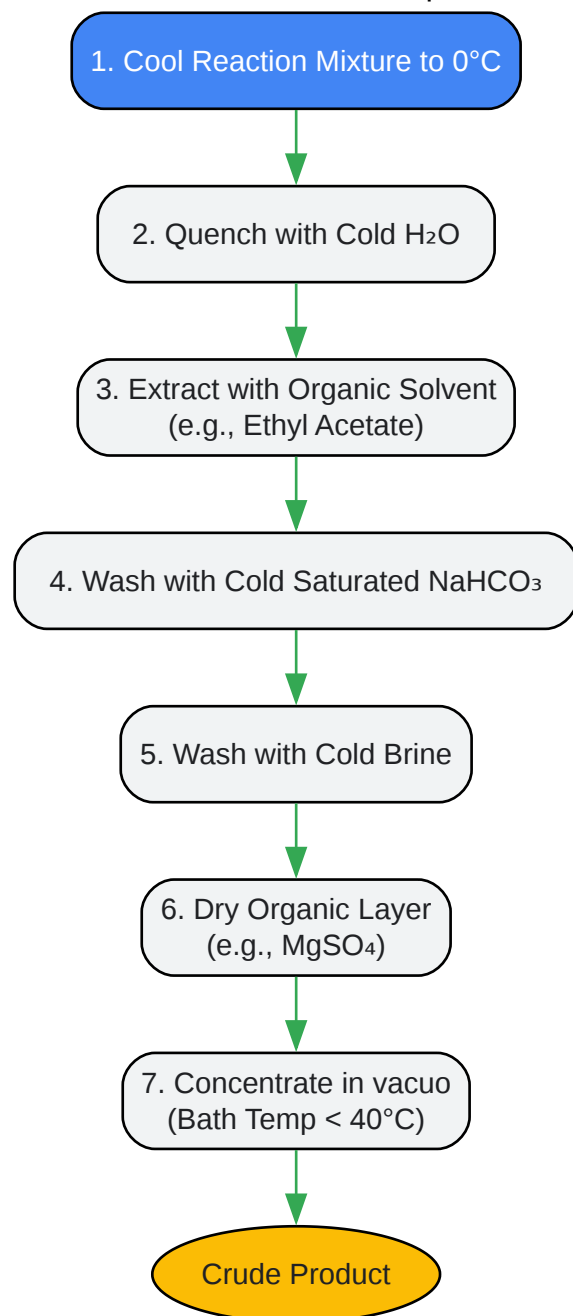 1. Cool Reaction Mixture to 0°C
2. Quench with Cold H₂O
3. Extract with Organic Solvent
(e.g., Ethyl Acetate)
4. Wash with Cold Saturated NaHCO₃
5. Wash with Cold Brine
6. Dry Organic Layer
(e.g., MgSO₄)
7. Concentrate in vacuo
(Bath Temp < 40°C)
Crude Product